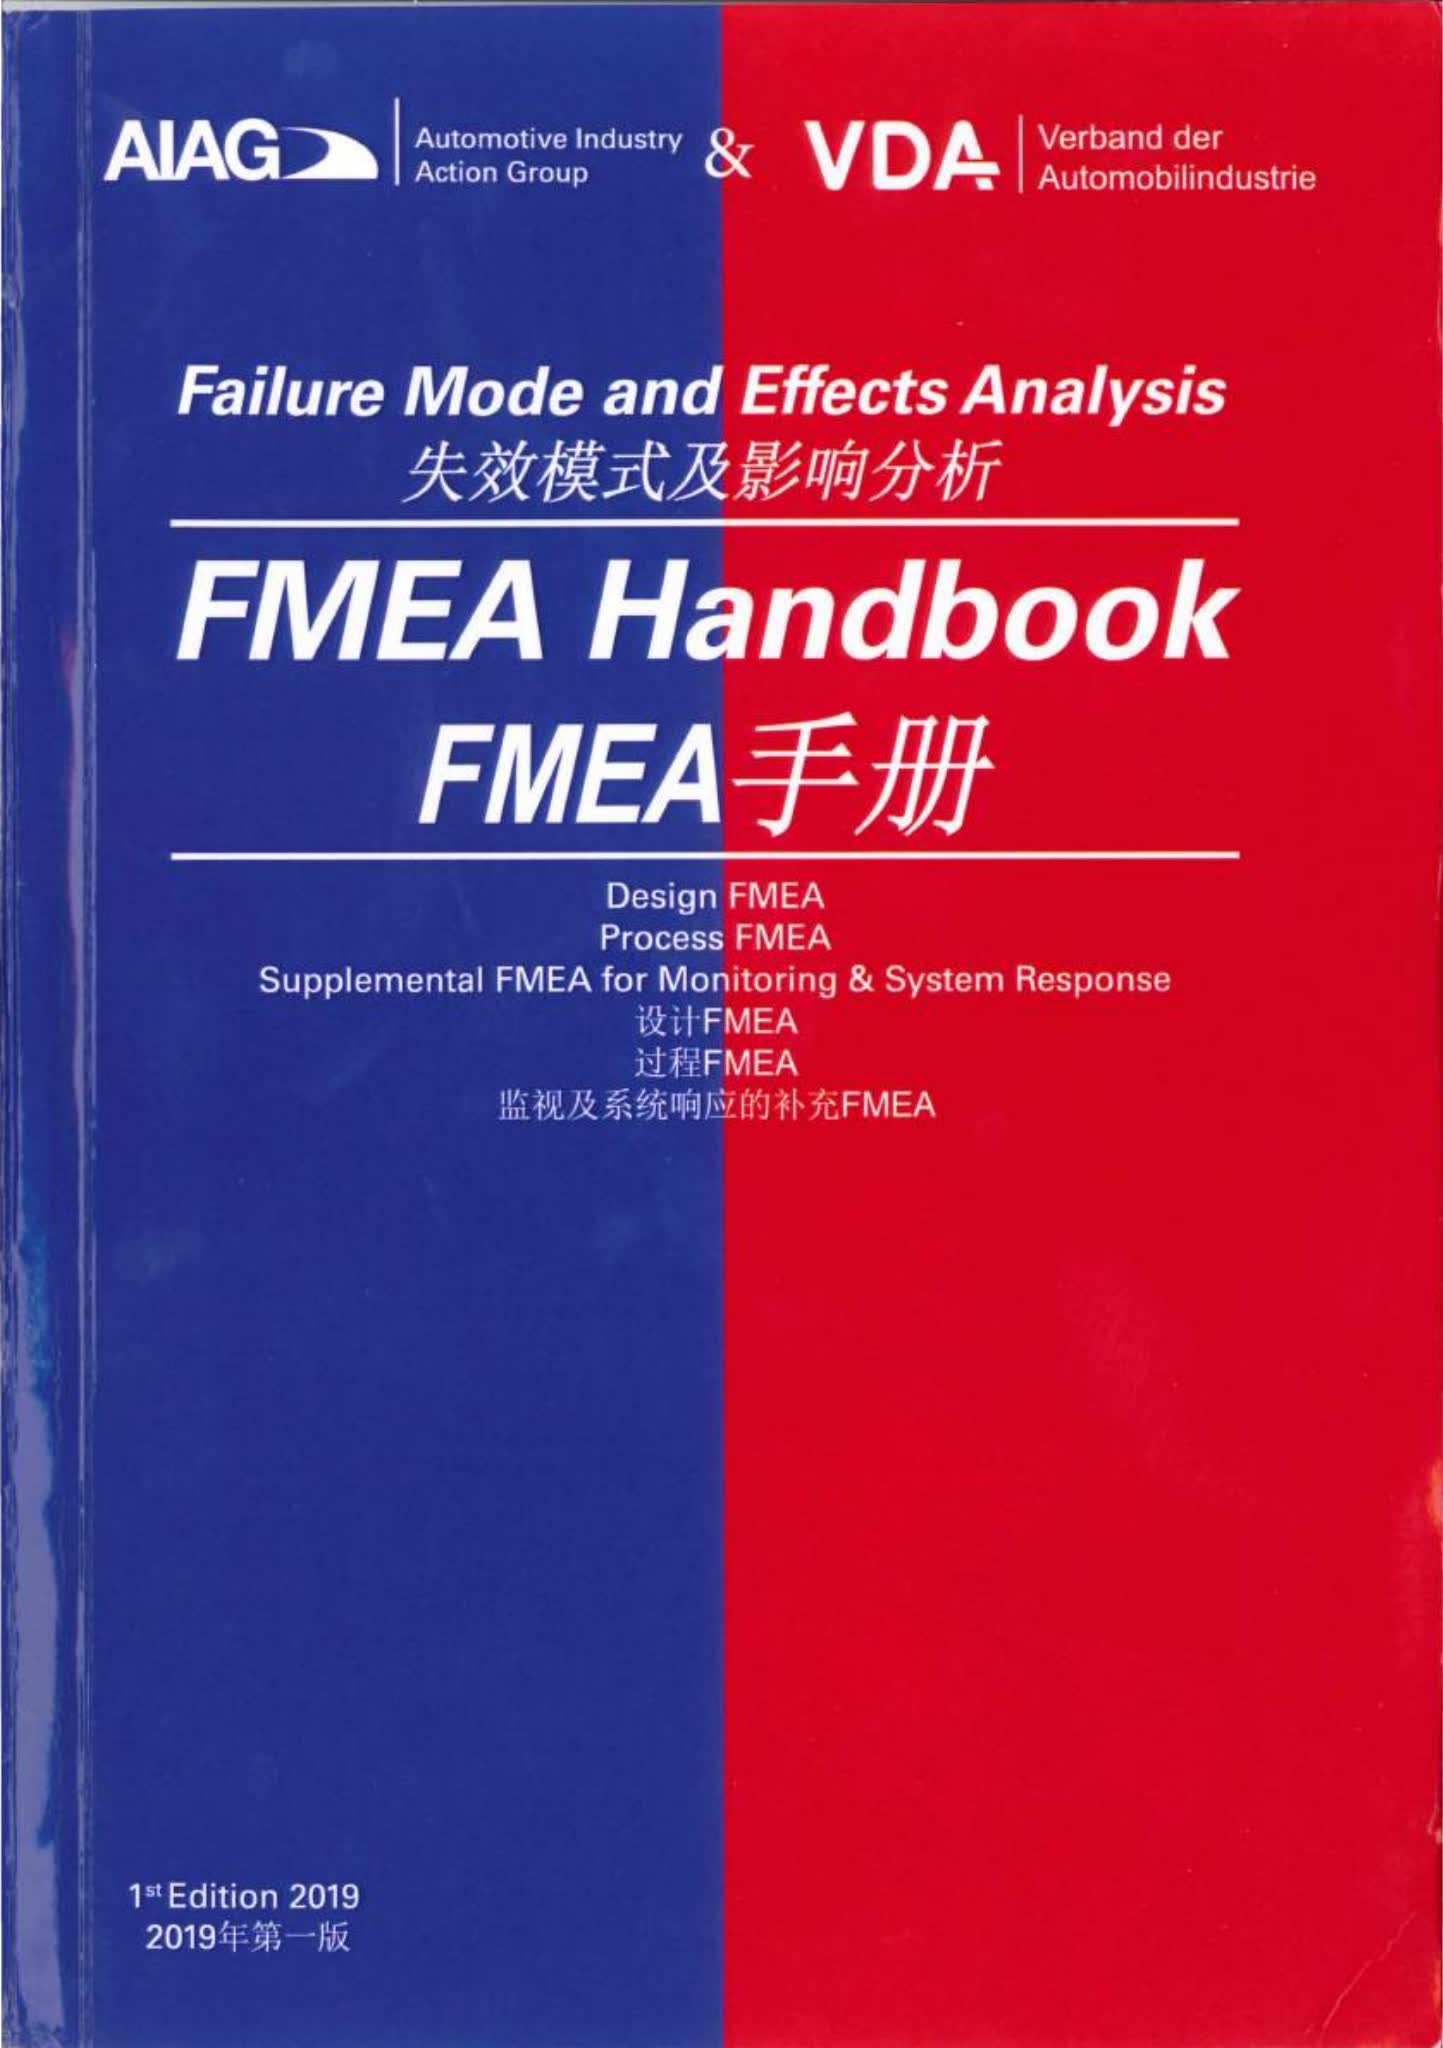 AIAG Automotive Industry Action Group & VDA Verband der Automobilindustrie
Failure Mode and Effects Analysis
失效模式及影响分析
FMEA Handbook
FMEA手册
Design FMEA
Process FMEA
Supplemental FMEA for Monitoring & System Response
设计FMEA
过程FMEA
监视及系统响应的补充FMEA
1st Edition 2019
2019年第一版